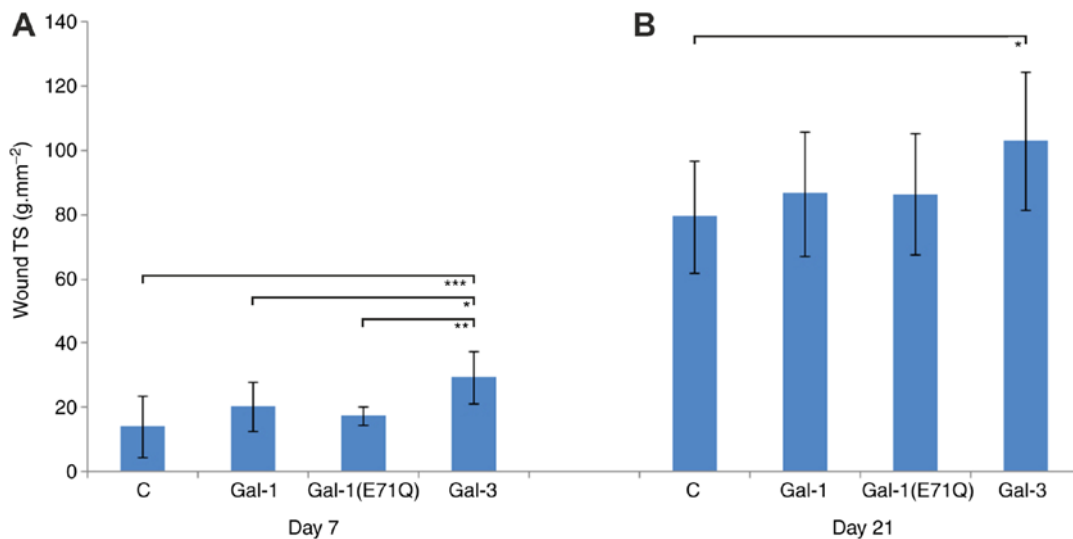 A
B
Wound TS (g.mm⁻²)
140
120
100
80
60
40
20
0
***
*
**
*
C Gal-1 Gal-1(E71Q) Gal-3 C Gal-1 Gal-1(E71Q) Gal-3
Day 7 Day 21